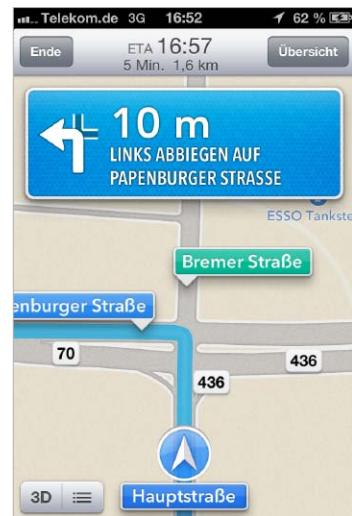 Telekom.de 3G 16:52 62 %
Ende
ETA 16:57
5 Min. 1,6 km
Übersicht
10 m
LINKS ABBIEGEN AUF
PAPENBURGER STRASSE
ESSO Tankste
Bremer Straße
enburger Straße
70
436
436
3D
Hauptstraße